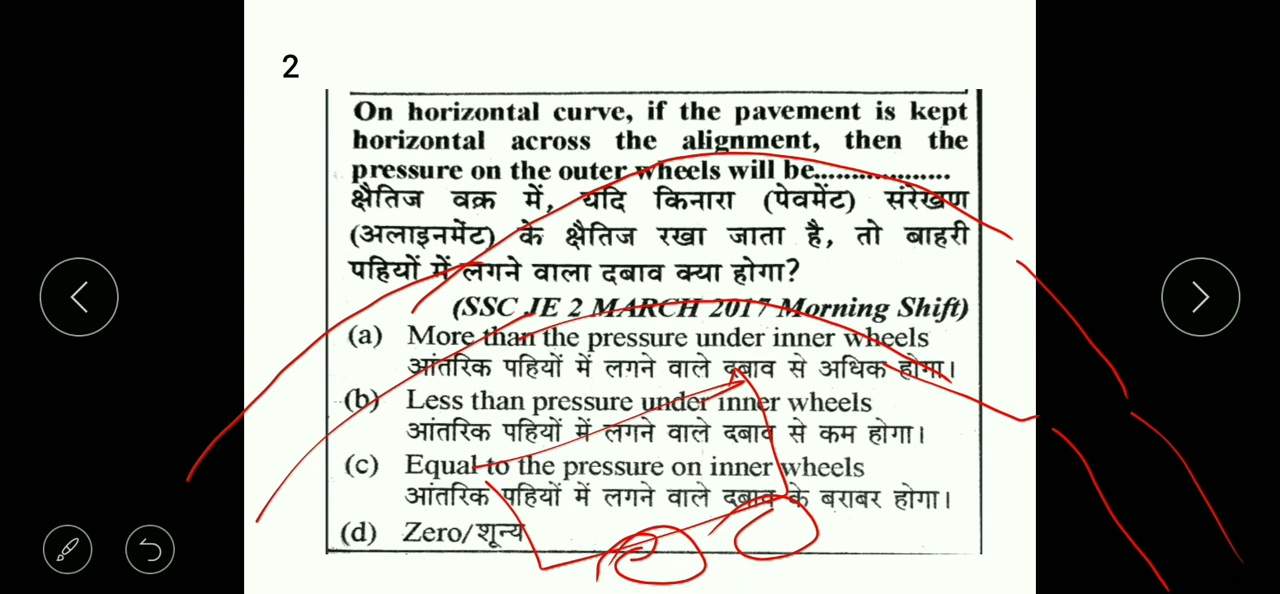 2
On horizontal curve, if the pavement is kept
horizontal across the alignment, then the
pressure on the outer wheels will be...................
क्षैतिज वक्र में, यदि किनारा (पेवमेंट) संरेखण
(अलाइनमेंट) के क्षैतिज रखा जाता है, तो बाहरी
पहियों में लगने वाला दबाव क्या होगा?
(SSC JE 2 MARCH 2017 Morning Shift)
(a) More than the pressure under inner wheels
आंतरिक पहियों में लगने वाले दबाव से अधिक होगा।
(b) Less than pressure under inner wheels
आंतरिक पहियों में लगने वाले दबाव से कम होगा।
(c) Equal to the pressure on inner wheels
आंतरिक पहियों में लगने वाले दबाव के बराबर होगा।
(d) Zero/शून्य